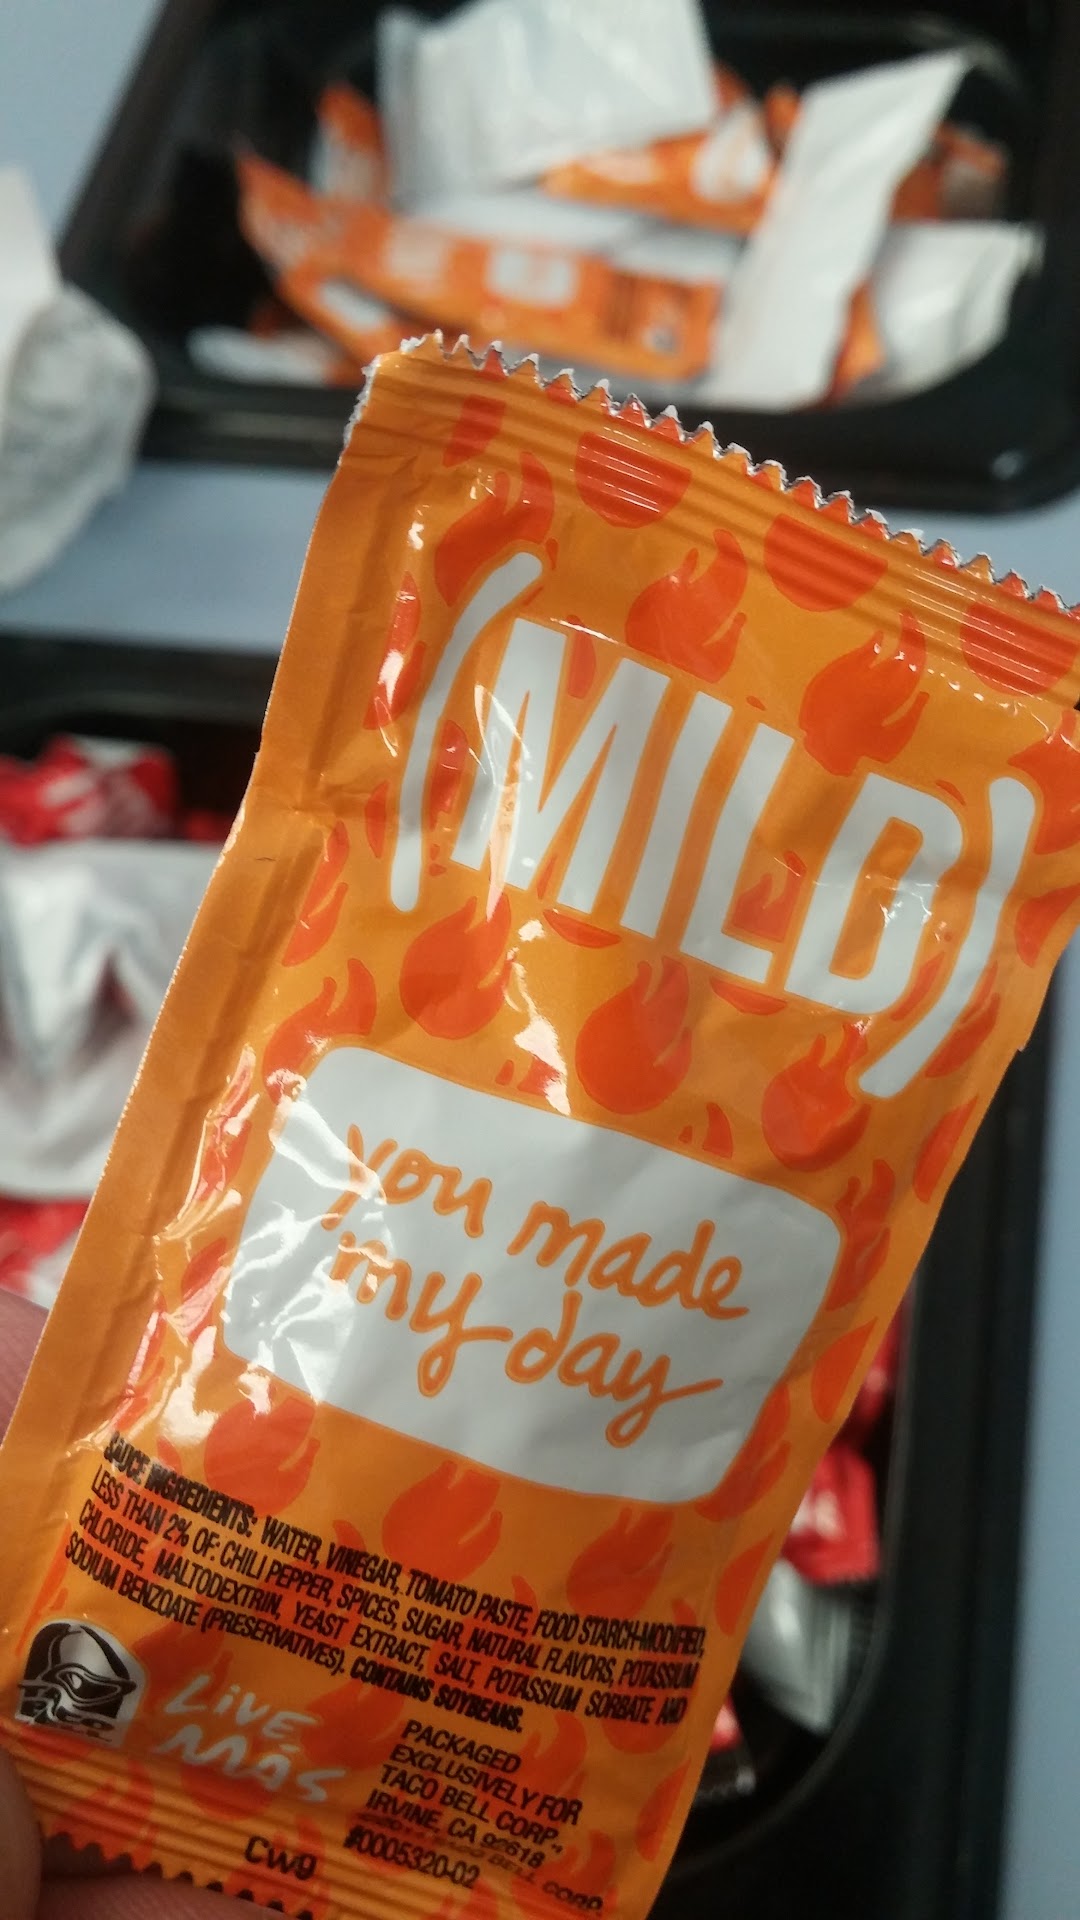 (MILD)
you made
my day
SAUCE INGREDIENTS: WATER, VINEGAR, TOMATO PASTE, FOOD STARCH-MODIFIED,
LESS THAN 2% OF: CHILI PEPPER, SPICES, SUGAR, NATURAL FLAVORS, POTASSIUM
CHLORIDE, MALTODEXTRIN, YEAST EXTRACT, SALT, POTASSIUM SORBATE AND
SODIUM BENZOATE (PRESERVATIVES). CONTAINS SOYBEANS.
LIVE
MÁS
PACKAGED
EXCLUSIVELY FOR
TACO BELL CORP.
IRVINE, CA 92618
BELL CORP.
#0005320-02
CW9